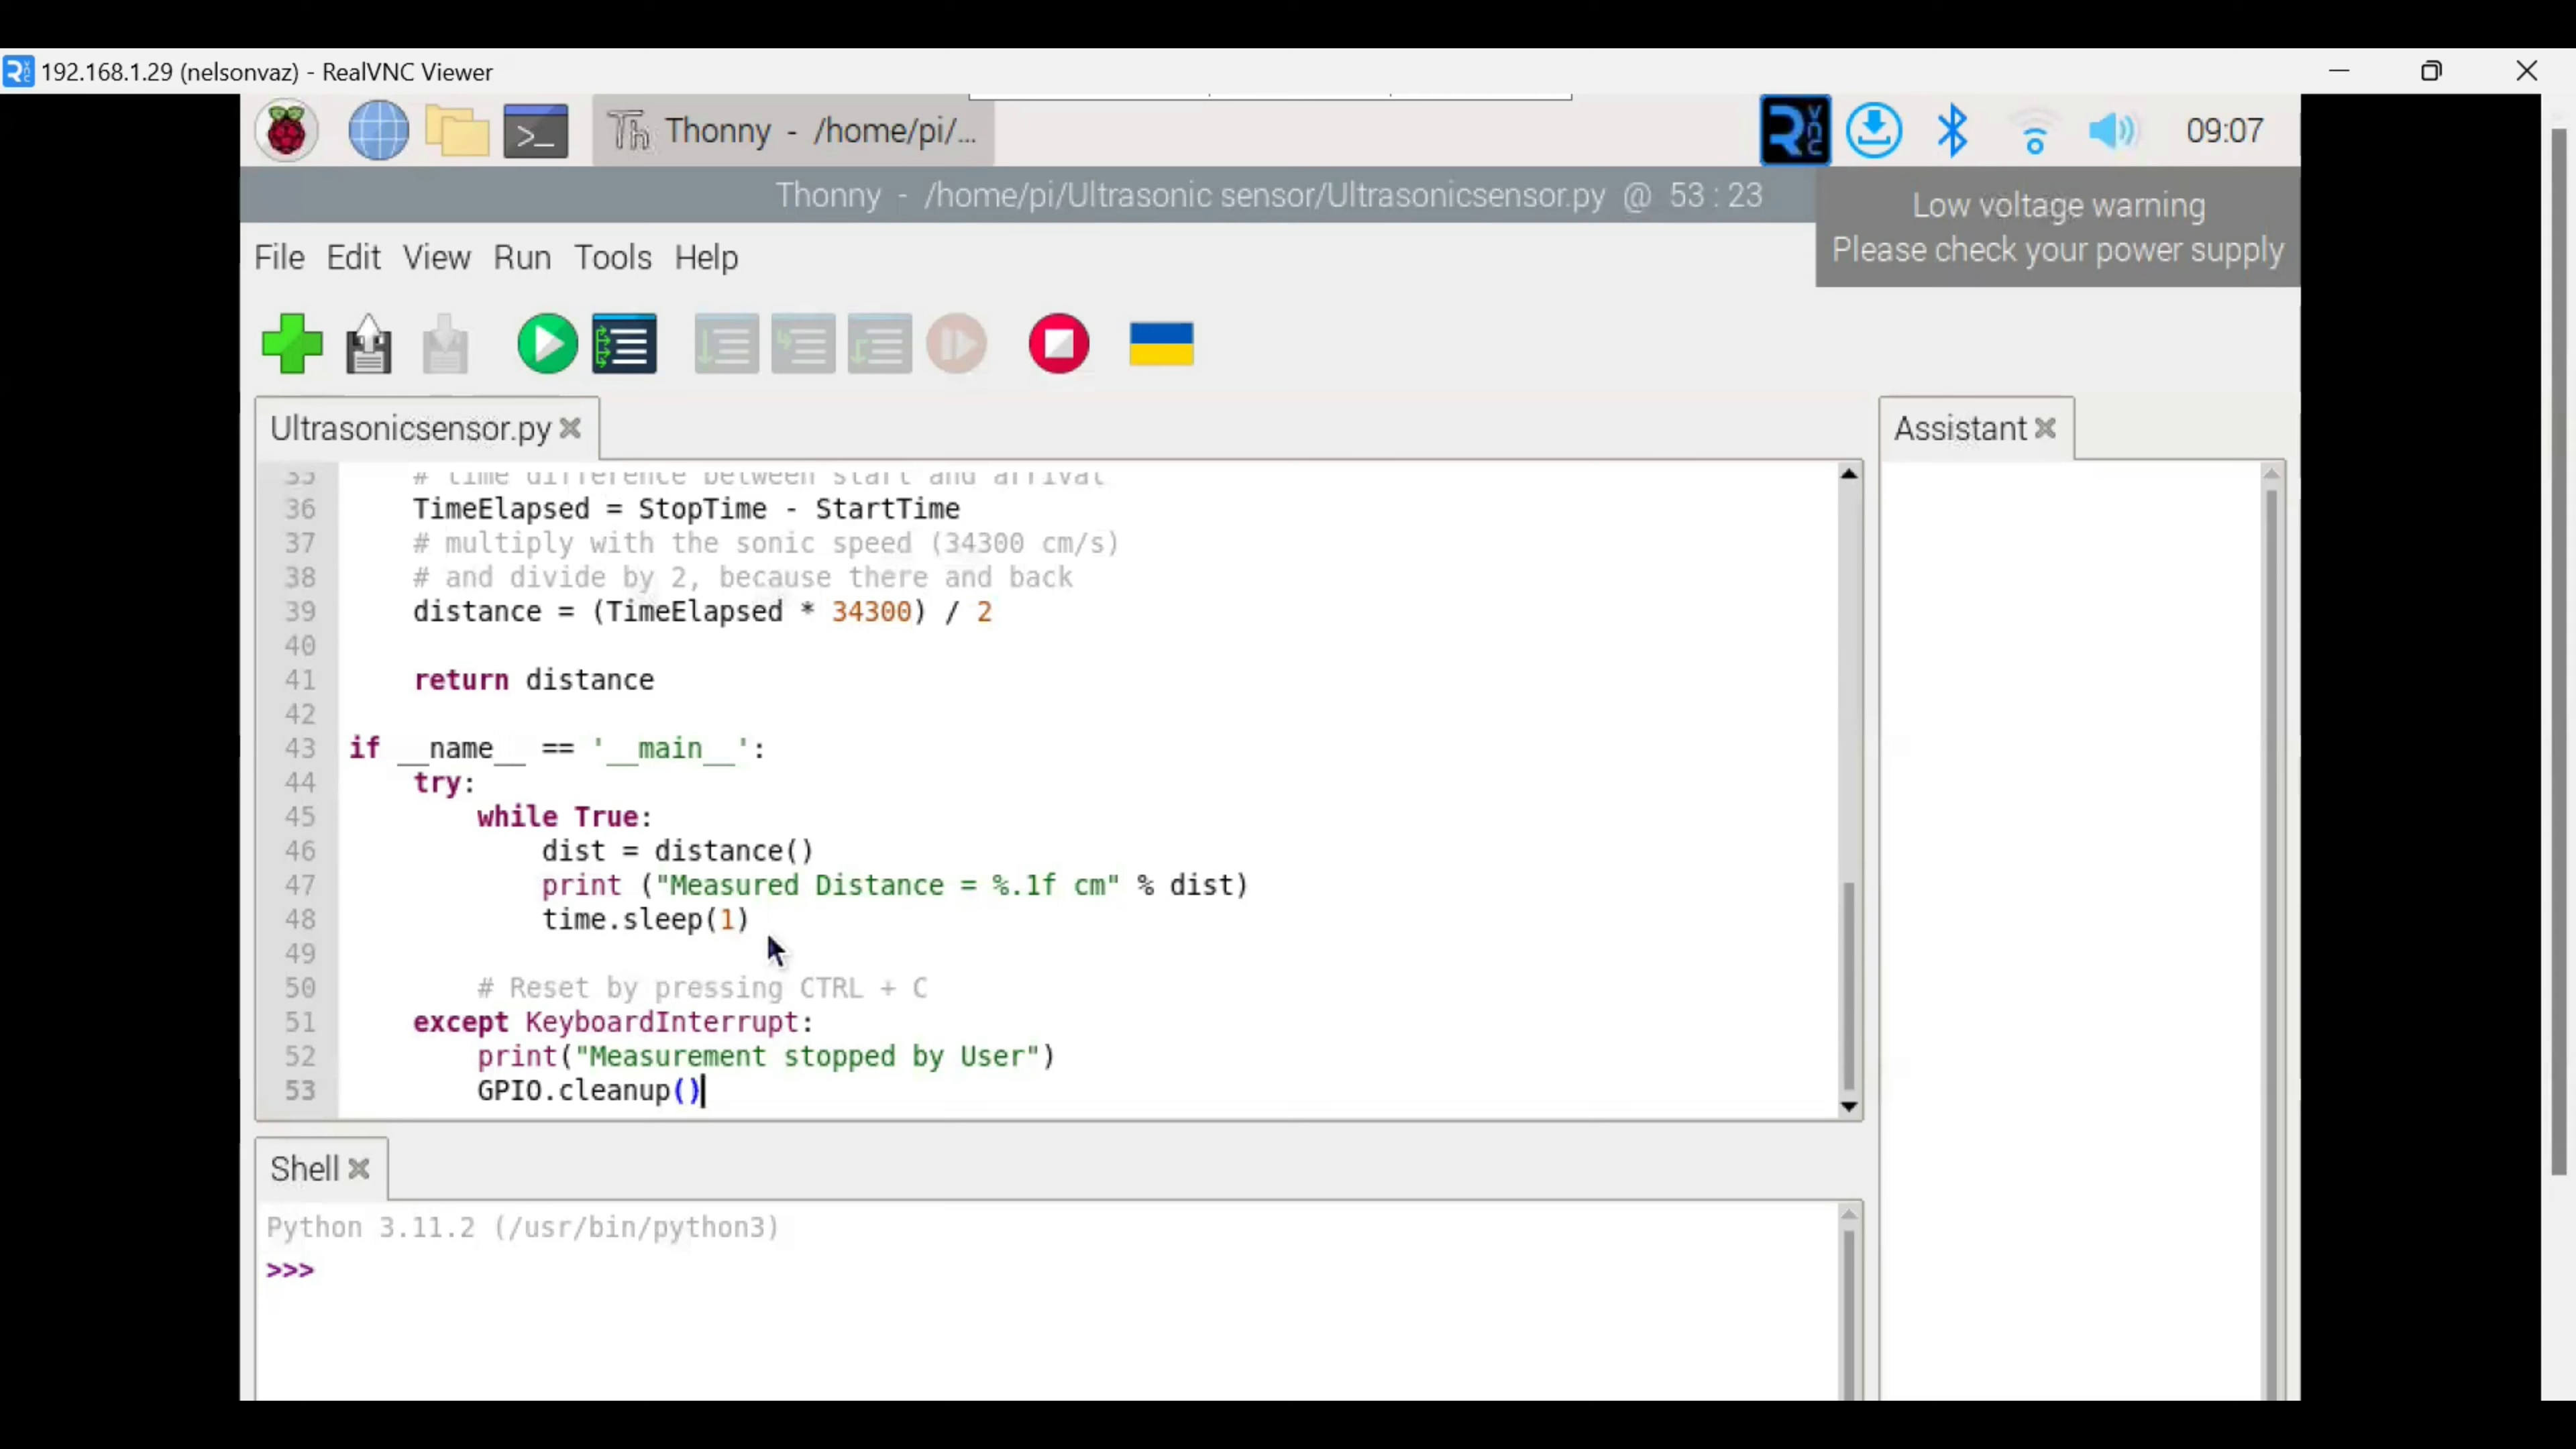 192.168.1.29 (nelsonvaz) - RealVNC Viewer
Thonny - /home/pi/...
09:07
Thonny - /home/pi/Ultrasonic sensor/Ultrasonicsensor.py @ 53 : 23
Low voltage warning
Please check your power supply
File Edit View Run Tools Help
Ultrasonicsensor.py
Assistant
35 # time difference between start and arrival
36 TimeElapsed = StopTime - StartTime
37 # multiply with the sonic speed (34300 cm/s)
38 # and divide by 2, because there and back
39 distance = (TimeElapsed * 34300) / 2
40
41 return distance
42
43 if __name__ == '__main__':
44 try:
45 while True:
46 dist = distance()
47 print ("Measured Distance = %.1f cm" % dist)
48 time.sleep(1)
49
50 # Reset by pressing CTRL + C
51 except KeyboardInterrupt:
52 print("Measurement stopped by User")
53 GPIO.cleanup()
Shell
Python 3.11.2 (/usr/bin/python3)
>>>